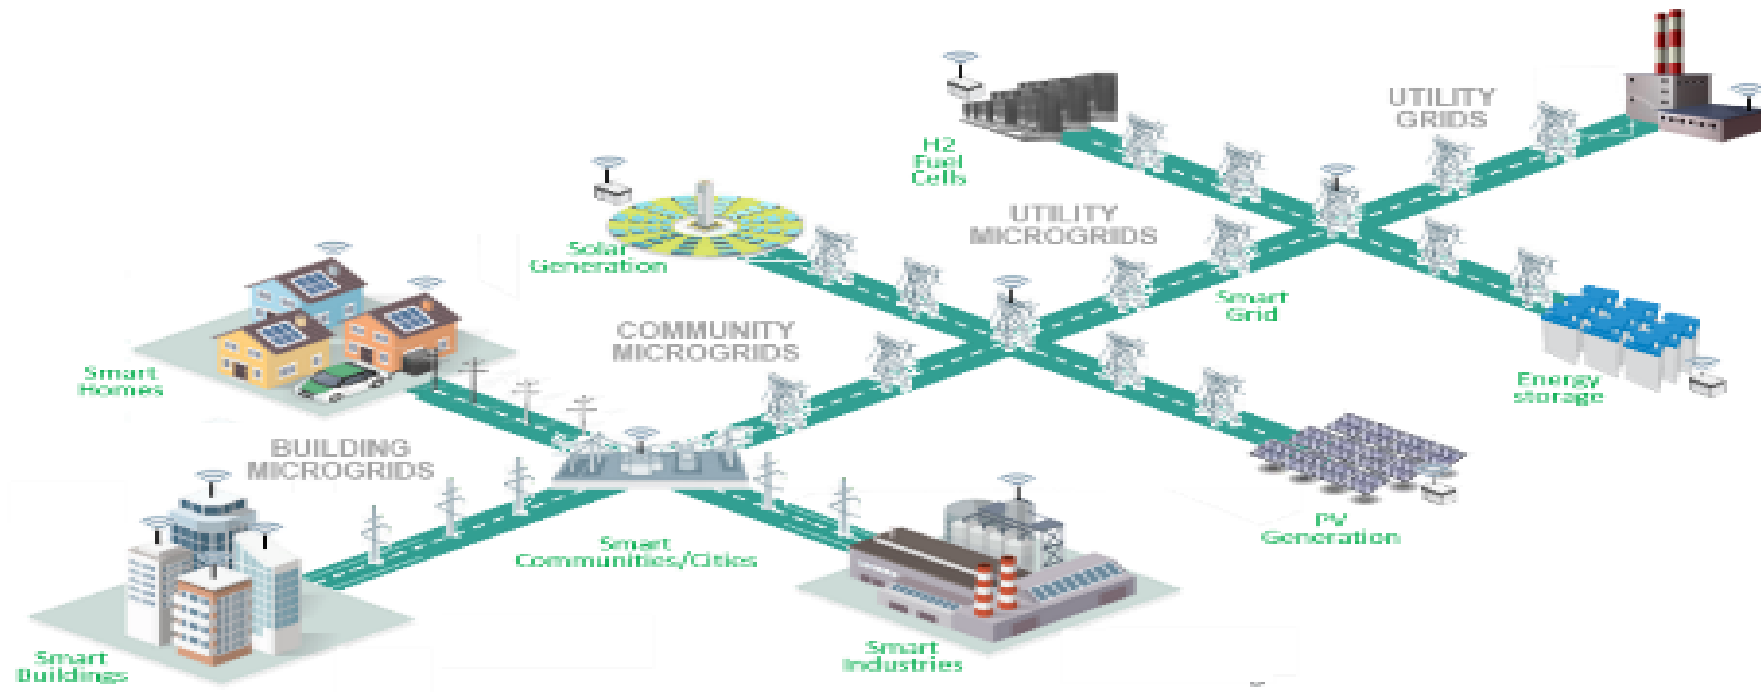 UTILITY
GRIDS
H2
Fuel
Cells
UTILITY
MICROGRIDS
Solar
Generation
Smart
Grid
COMMUNITY
MICROGRIDS
Smart
Homes
Energy
storage
BUILDING
MICROGRIDS
PV
Generation
Smart
Communities/Cities
Smart
Industries
Smart
Buildings